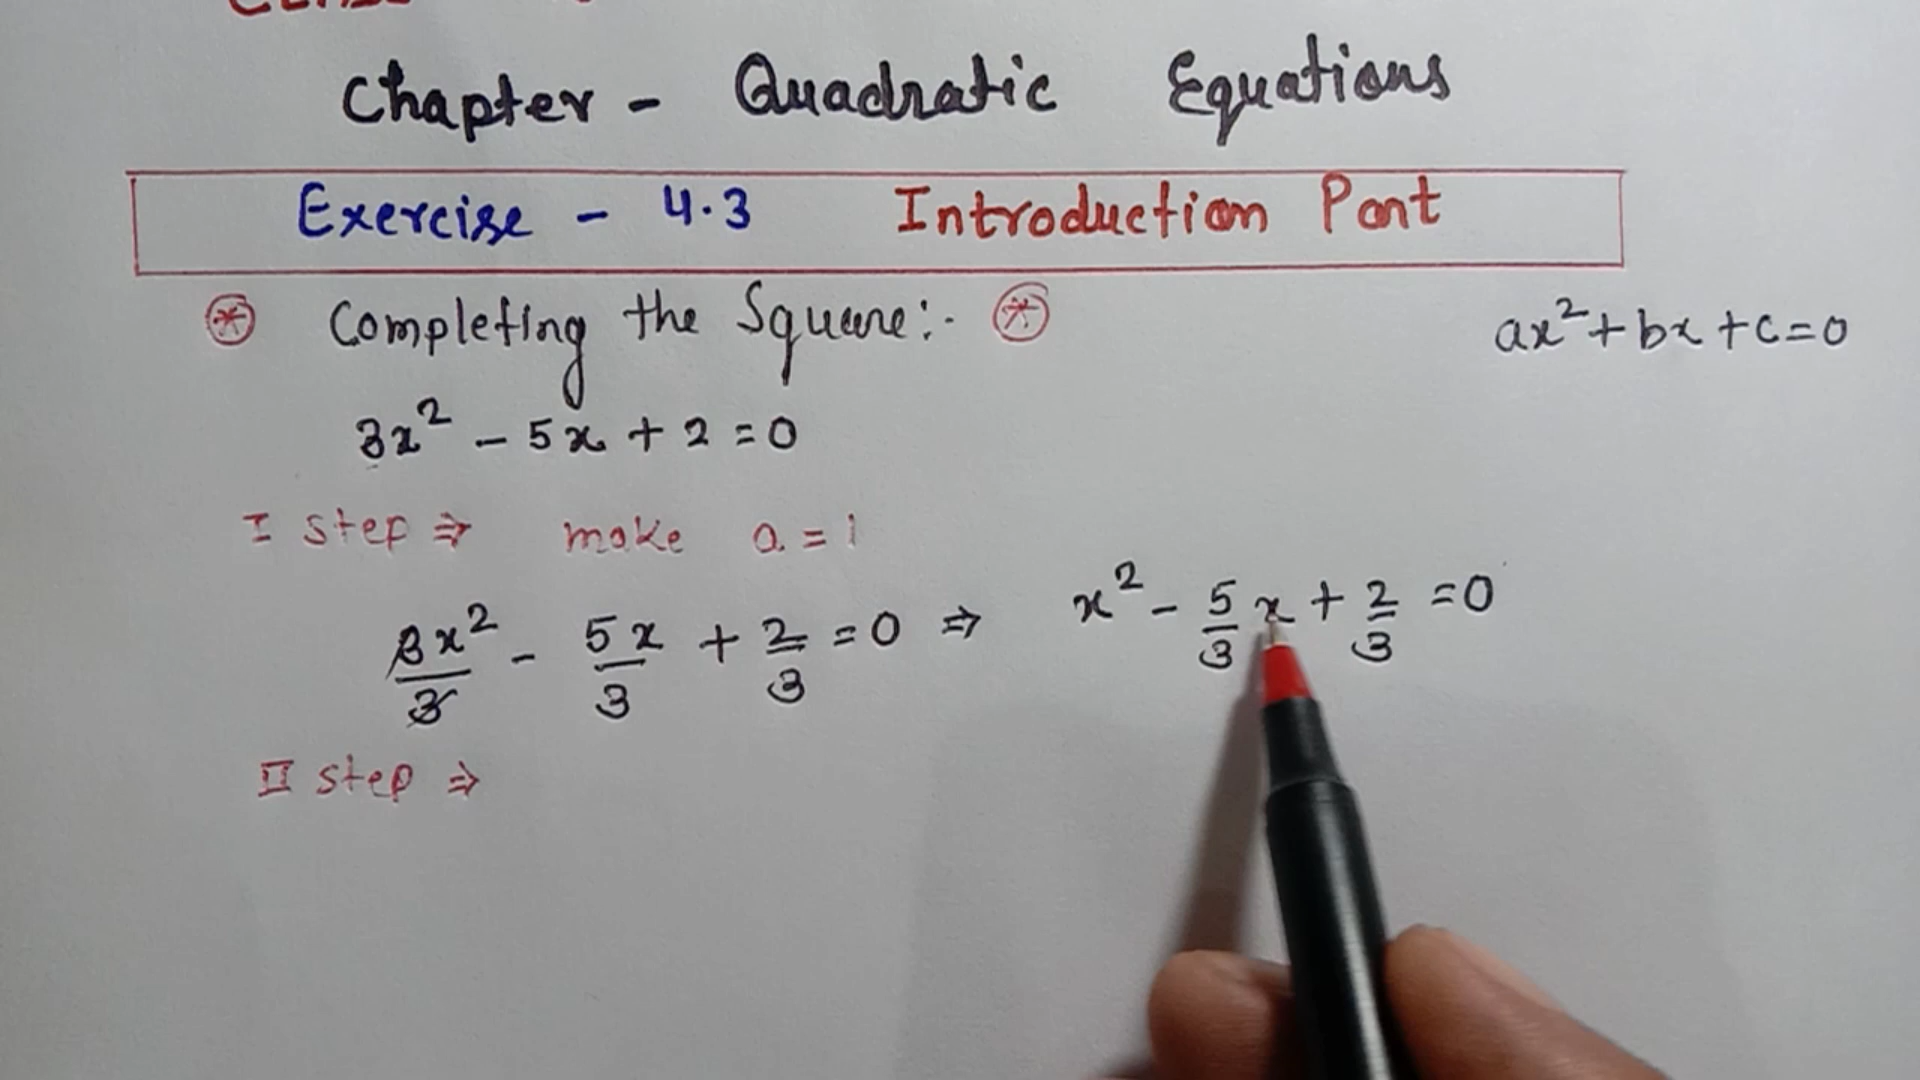 Chapter - Quadratic Equations
Exercise - 4.3 Introduction Part
* Completing the Square:- *
ax² + bx + c = 0
3x² - 5x + 2 = 0
I step ⇒ make a = 1
3x²/3 - 5x/3 + 2/3 = 0 ⇒ x² - 5/3 x + 2/3 = 0
II step ⇒